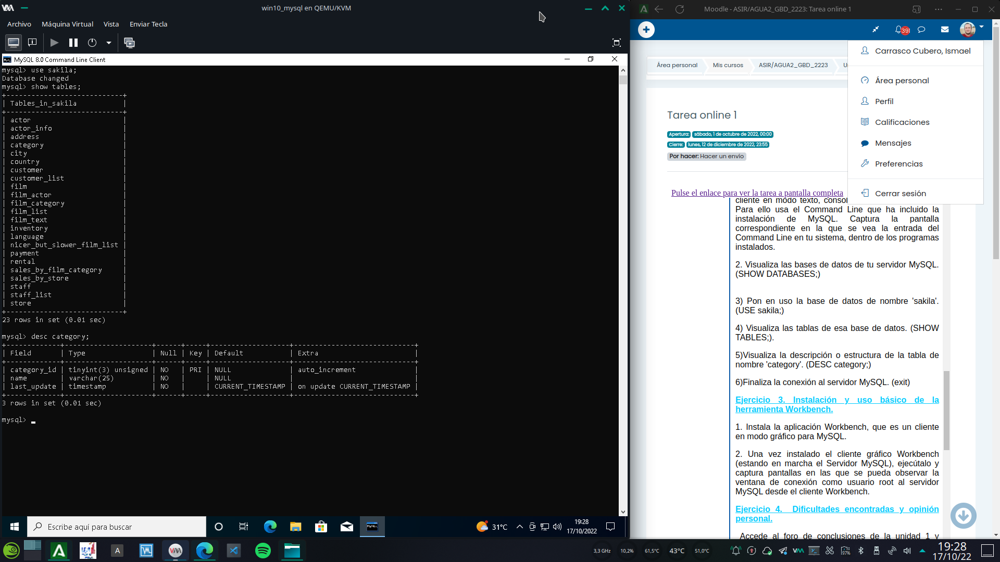 win10_mysql en QEMU/KVM
Archivo Máquina Virtual Vista Enviar Tecla
MySQL 8.0 Command Line Client
mysql> use sakila;
Database changed
mysql> show tables;
+----------------------------+
| Tables_in_sakila           |
+----------------------------+
| actor                      |
| actor_info                 |
| address                    |
| category                   |
| city                       |
| country                    |
| customer                   |
| customer_list              |
| film                       |
| film_actor                 |
| film_category              |
| film_list                  |
| film_text                  |
| inventory                  |
| language                   |
| nicer_but_slower_film_list |
| payment                    |
| rental                     |
| sales_by_film_category     |
| sales_by_store             |
| staff                      |
| staff_list                 |
| store                      |
+----------------------------+
23 rows in set (0.01 sec)
mysql> desc category;
+-------------+---------------------+------+-----+-------------------+-----------------------------+
| Field       | Type                | Null | Key | Default           | Extra                       |
+-------------+---------------------+------+-----+-------------------+-----------------------------+
| category_id | tinyint(3) unsigned | NO   | PRI | NULL              | auto_increment              |
| name        | varchar(25)         | NO   |     | NULL              |                             |
| last_update | timestamp           | NO   |     | CURRENT_TIMESTAMP | on update CURRENT_TIMESTAMP |
+-------------+---------------------+------+-----+-------------------+-----------------------------+
3 rows in set (0.01 sec)
mysql> _
Escribe aquí para buscar
MySQL
31°C
19:28
17/10/2022
Moodle - ASIR/AGUA2_GBD_2223: Tarea online 1
391
Área personal
Mis cursos
ASIR/AGUA2_GBD_2223
Carrasco Cubero, Ismael
Área personal
Perfil
Calificaciones
Mensajes
Preferencias
Cerrar sesión
Tarea online 1
Apertura: sábado, 1 de octubre de 2022, 00:00
Cierre: lunes, 12 de diciembre de 2022, 23:55
Por hacer: Hacer un envío
Pulse el enlace para ver la tarea a pantalla completa
cliente en modo texto, consol
Para ello usa el Command Line que ha incluido la
instalación de MySQL. Captura la pantalla
correspondiente en la que se vea la entrada del
Command Line en tu sistema, dentro de los programas
instalados.
2. Visualiza las bases de datos de tu servidor MySQL.
(SHOW DATABASES;)
3) Pon en uso la base de datos de nombre 'sakila'.
(USE sakila;)
4) Visualiza las tablas de esa base de datos. (SHOW
TABLES;).
5)Visualiza la descripción o estructura de la tabla de
nombre 'category'. (DESC category;)
6)Finaliza la conexión al servidor MySQL. (exit)
Ejercicio 3. Instalación y uso básico de la
herramienta Workbench.
1. Instala la aplicación Workbench, que es un cliente
en modo gráfico para MySQL.
2. Una vez instalado el cliente gráfico Workbench
(estando en marcha el Servidor MySQL), ejecútalo y
captura pantallas en las que se pueda observar la
ventana de conexión como usuario root al servidor
MySQL desde el cliente Workbench.
Ejercicio 4. Dificultades encontradas y opinión
personal.
Accede al foro de conclusiones de la unidad 1 y
3,3 GHz 10,2% 61,5°C 43°C 51,0°C
97%
19:28
17/10/22